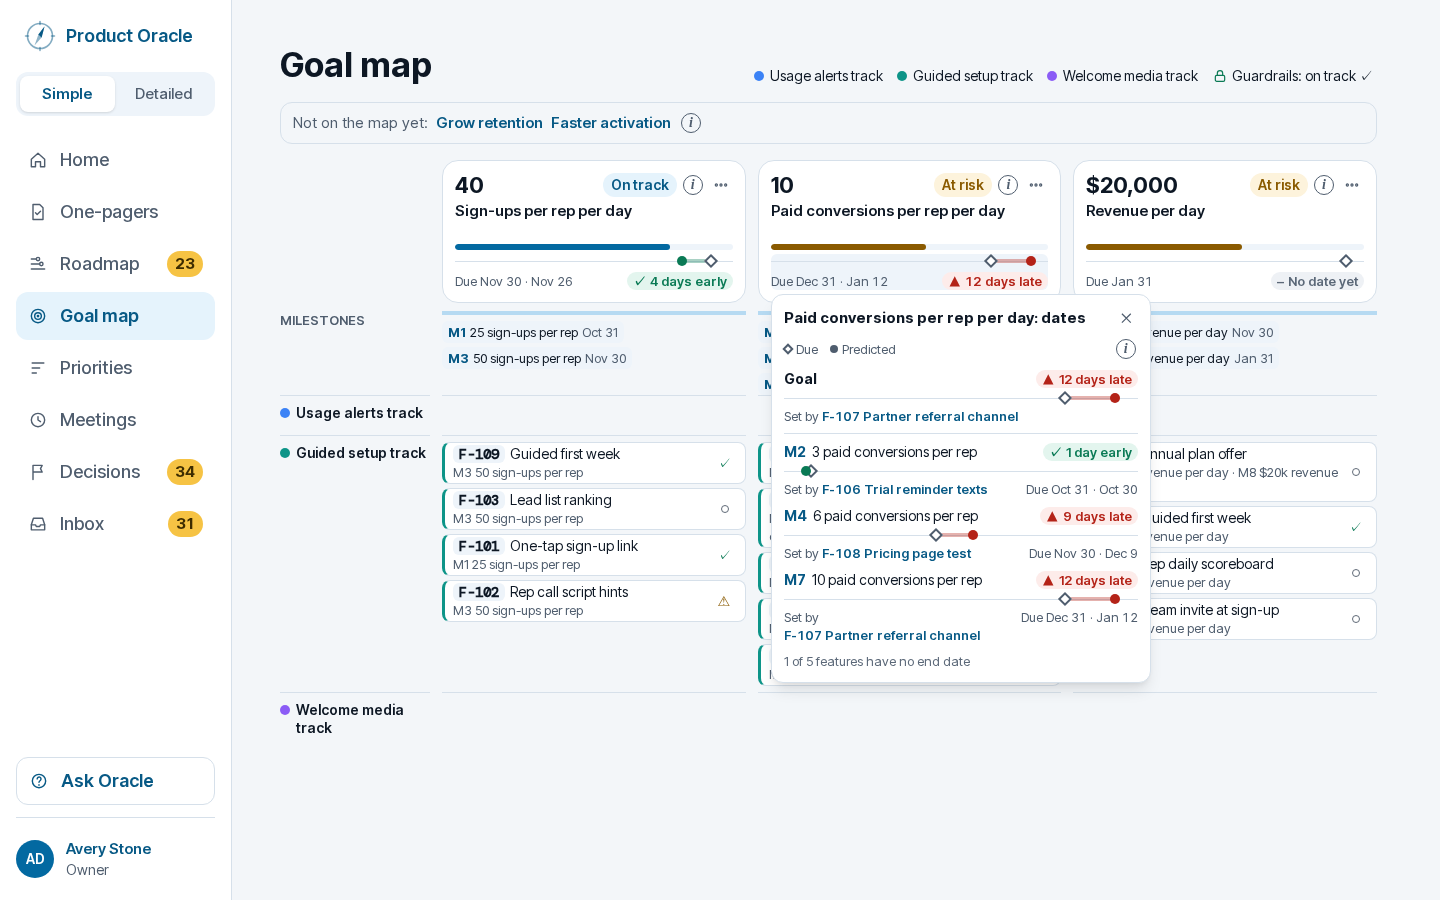 Product Oracle
Simple Detailed
Home
One-pagers
Roadmap 23
Goal map
Priorities
Meetings
Decisions 34
Inbox 31
Ask Oracle
AD Avery Stone
Owner
Goal map
Usage alerts track Guided setup track Welcome media track Guardrails: on track ✓
Not on the map yet: Grow retention Faster activation i
40 On track i •••
Sign-ups per rep per day
Due Nov 30 · Nov 26 ✓ 4 days early
10 At risk i •••
Paid conversions per rep per day
Due Dec 31 · Jan 12 ▲ 12 days late
$20,000 At risk i •••
Revenue per day
Due Jan 31 – No date yet
MILESTONES
M1 25 sign-ups per rep Oct 31
M3 50 sign-ups per rep Nov 30
enue per day Nov 30
venue per day Jan 31
Usage alerts track
Guided setup track
F-109 Guided first week ✓
M3 50 sign-ups per rep
F-103 Lead list ranking
M3 50 sign-ups per rep
F-101 One-tap sign-up link ✓
M1 25 sign-ups per rep
F-102 Rep call script hints ⚠
M3 50 sign-ups per rep
Paid conversions per rep per day: dates
Due Predicted i
Goal ▲ 12 days late
Set by F-107 Partner referral channel
M2 3 paid conversions per rep ✓ 1 day early
Set by F-106 Trial reminder texts Due Oct 31 · Oct 30
M4 6 paid conversions per rep ▲ 9 days late
Set by F-108 Pricing page test Due Nov 30 · Dec 9
M7 10 paid conversions per rep ▲ 12 days late
Set by Due Dec 31 · Jan 12
F-107 Partner referral channel
1 of 5 features have no end date
nnual plan offer
venue per day · M8 $20k revenue
uided first week ✓
venue per day
ep daily scoreboard
venue per day
eam invite at sign-up
venue per day
Welcome media
track